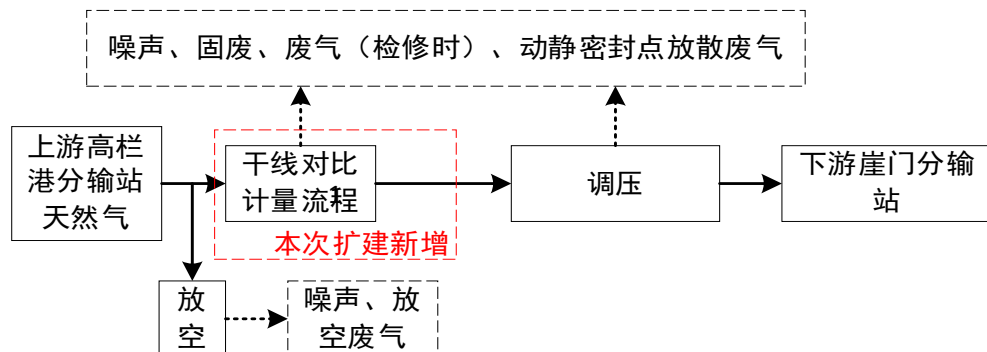 噪声、固废、废气（检修时）、动静密封点放散废气
上游高栏
港分输站
天然气
干线对比
计量流程
调压
下游崖门分输
站
本次扩建新增
放
空
噪声、放
空废气